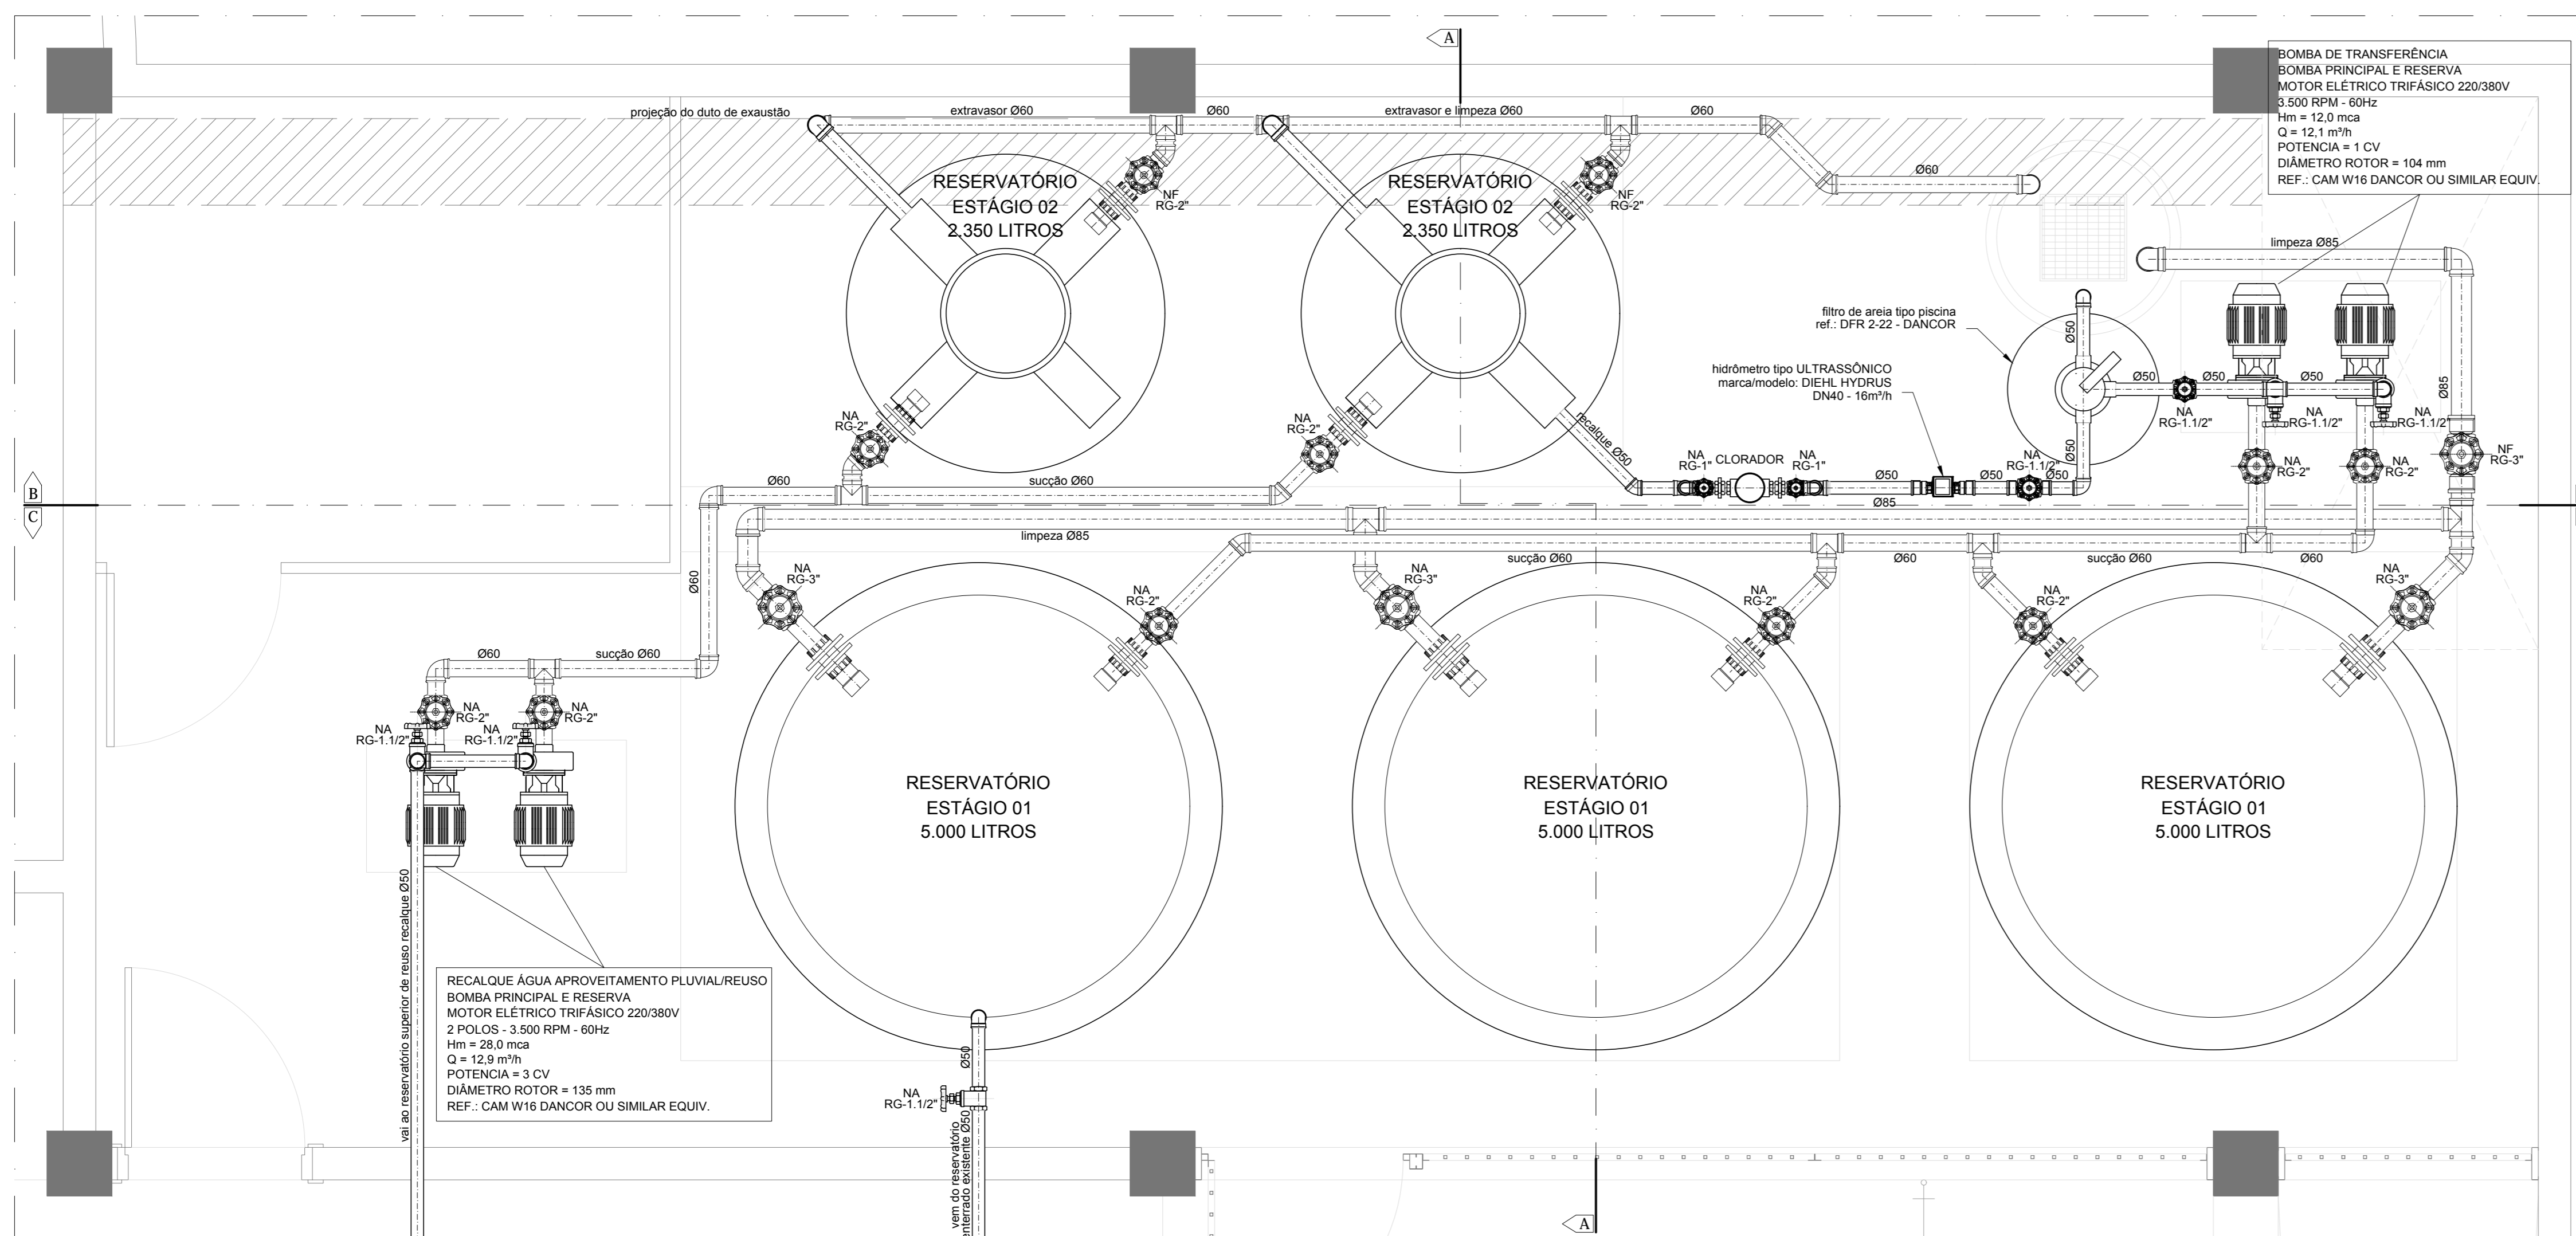 A
BOMBA DE TRANSFERÊNCIA
BOMBA PRINCIPAL E RESERVA
MOTOR ELÉTRICO TRIFÁSICO 220/380V
3.500 RPM - 60Hz
Hm = 12,0 mca
Q = 12,1 m³/h
POTENCIA = 1 CV
DIÂMETRO ROTOR = 104 mm
REF.: CAM W16 DANCOR OU SIMILAR EQUIV.
projeção do duto de exaustão
extravasor Ø60
Ø60
extravasor e limpeza Ø60
Ø60
Ø60
RESERVATÓRIO
ESTÁGIO 02
2.350 LITROS
NF
RG-2"
RESERVATÓRIO
ESTÁGIO 02
2.350 LITROS
NF
RG-2"
limpeza Ø85
filtro de areia tipo piscina
ref.: DFR 2-22 - DANCOR
Ø50
hidrômetro tipo ULTRASSÔNICO
marca/modelo: DIEHL HYDRUS
DN40 - 16m³/h
Ø50
Ø50
Ø50
Ø85
NA
RG-1.1/2"
NA
RG-1.1/2"
NA
RG-1.1/2"
NA
RG-2"
NA
RG-2"
recalque Ø50
Ø50
NF
RG-3"
NA
RG-1"
CLORADOR
NA
RG-1"
NA
RG-1.1/2"
NA
RG-2"
NA
RG-2"
Ø60
sucção Ø60
Ø50
Ø50
Ø50
B
C
Ø85
limpeza Ø85
sucção Ø60
Ø60
sucção Ø60
Ø60
Ø60
NA
RG-3"
NA
RG-2"
NA
RG-3"
NA
RG-2"
NA
RG-2"
NA
RG-3"
Ø60
sucção Ø60
NA
RG-2"
NA
RG-2"
NA
RG-1.1/2"
NA
RG-1.1/2"
RESERVATÓRIO
ESTÁGIO 01
5.000 LITROS
RESERVATÓRIO
ESTÁGIO 01
5.000 LITROS
RESERVATÓRIO
ESTÁGIO 01
5.000 LITROS
vai ao reservatório superior de reuso recalque Ø50
RECALQUE ÁGUA APROVEITAMENTO PLUVIAL/REUSO
BOMBA PRINCIPAL E RESERVA
MOTOR ELÉTRICO TRIFÁSICO 220/380V
2 POLOS - 3.500 RPM - 60Hz
Hm = 28,0 mca
Q = 12,9 m³/h
POTENCIA = 3 CV
DIÂMETRO ROTOR = 135 mm
REF.: CAM W16 DANCOR OU SIMILAR EQUIV.
Ø50
NA
RG-1.1/2"
vem do reservatório
enterrado existente Ø50
A